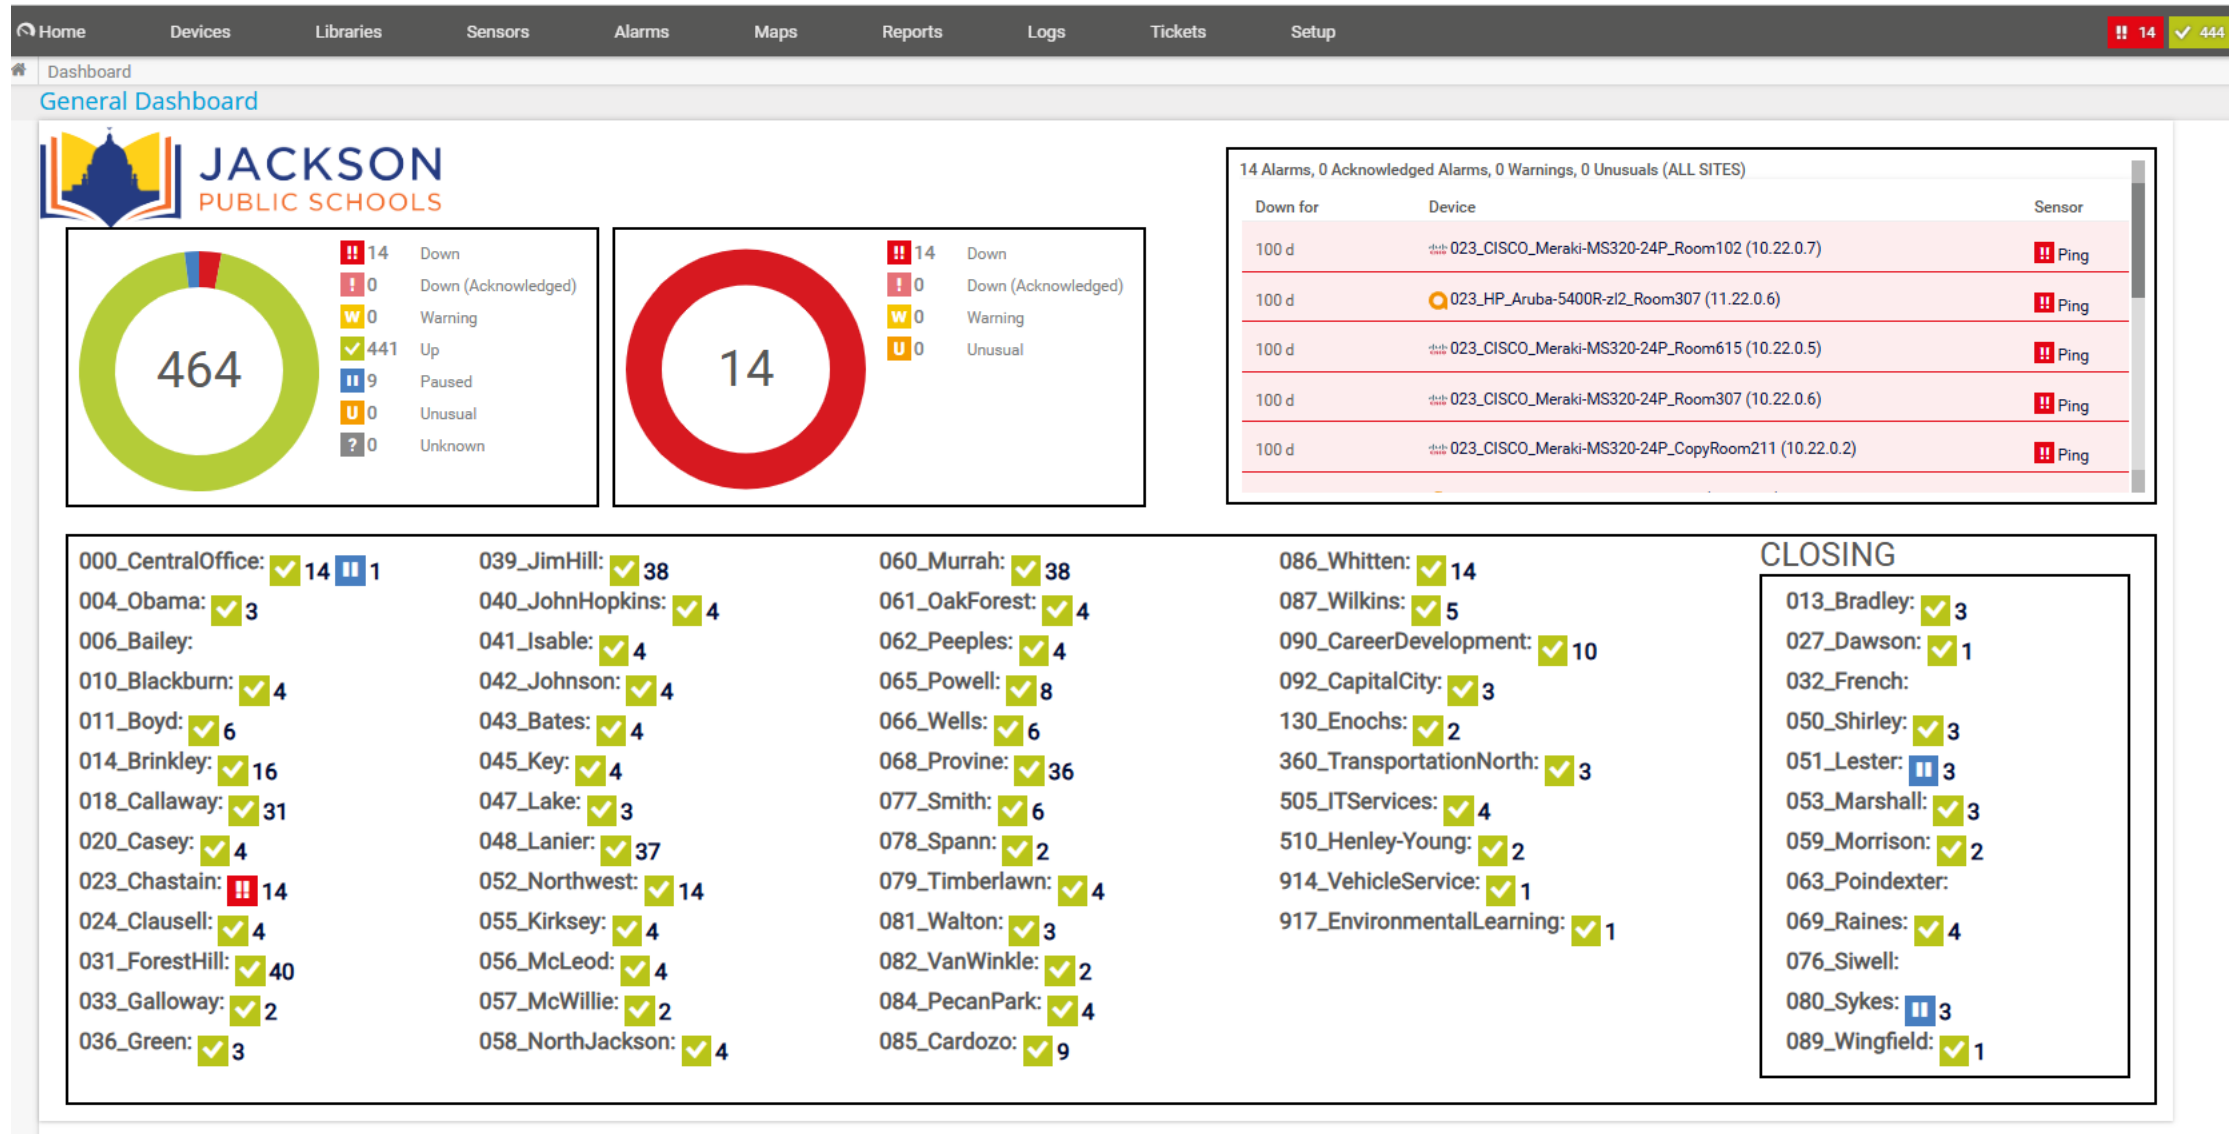 Home Devices Libraries Sensors Alarms Maps Reports Logs Tickets Setup !! 14 444
Dashboard
General Dashboard
JACKSON
PUBLIC SCHOOLS
464
!! 14 Down
! 0 Down (Acknowledged)
W 0 Warning
441 Up
9 Paused
U 0 Unusual
? 0 Unknown
14
!! 14 Down
! 0 Down (Acknowledged)
W 0 Warning
U 0 Unusual
14 Alarms, 0 Acknowledged Alarms, 0 Warnings, 0 Unusuals (ALL SITES)
Down for Device Sensor
100 d 023_CISCO_Meraki-MS320-24P_Room102 (10.22.0.7) !! Ping
100 d 023_HP_Aruba-5400R-zl2_Room307 (11.22.0.6) !! Ping
100 d 023_CISCO_Meraki-MS320-24P_Room615 (10.22.0.5) !! Ping
100 d 023_CISCO_Meraki-MS320-24P_Room307 (10.22.0.6) !! Ping
100 d 023_CISCO_Meraki-MS320-24P_CopyRoom211 (10.22.0.2) !! Ping
000_CentralOffice: 14 1
004_Obama: 3
006_Bailey:
010_Blackburn: 4
011_Boyd: 6
014_Brinkley: 16
018_Callaway: 31
020_Casey: 4
023_Chastain: !! 14
024_Clausell: 4
031_ForestHill: 40
033_Galloway: 2
036_Green: 3
039_JimHill: 38
040_JohnHopkins: 4
041_Isable: 4
042_Johnson: 4
043_Bates: 4
045_Key: 4
047_Lake: 3
048_Lanier: 37
052_Northwest: 14
055_Kirksey: 4
056_McLeod: 4
057_McWillie: 2
058_NorthJackson: 4
060_Murrah: 38
061_OakForest: 4
062_Peeples: 4
065_Powell: 8
066_Wells: 6
068_Provine: 36
077_Smith: 6
078_Spann: 2
079_Timberlawn: 4
081_Walton: 3
082_VanWinkle: 2
084_PecanPark: 4
085_Cardozo: 9
086_Whitten: 14
087_Wilkins: 5
090_CareerDevelopment: 10
092_CapitalCity: 3
130_Enochs: 2
360_TransportationNorth: 3
505_ITServices: 4
510_Henley-Young: 2
914_VehicleService: 1
917_EnvironmentalLearning: 1
CLOSING
013_Bradley: 3
027_Dawson: 1
032_French:
050_Shirley: 3
051_Lester: 3
053_Marshall: 3
059_Morrison: 2
063_Poindexter:
069_Raines: 4
076_Siwell:
080_Sykes: 3
089_Wingfield: 1